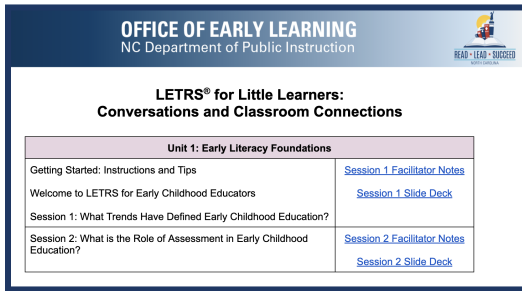 OFFICE OF EARLY LEARNING
NC Department of Public Instruction
READ • LEAD • SUCCEED
NORTH CAROLINA
LETRS® for Little Learners:
Conversations and Classroom Connections
Unit 1: Early Literacy Foundations
Getting Started: Instructions and Tips
Welcome to LETRS for Early Childhood Educators
Session 1: What Trends Have Defined Early Childhood Education?
Session 1 Facilitator Notes
Session 1 Slide Deck
Session 2: What is the Role of Assessment in Early Childhood
Education?
Session 2 Facilitator Notes
Session 2 Slide Deck